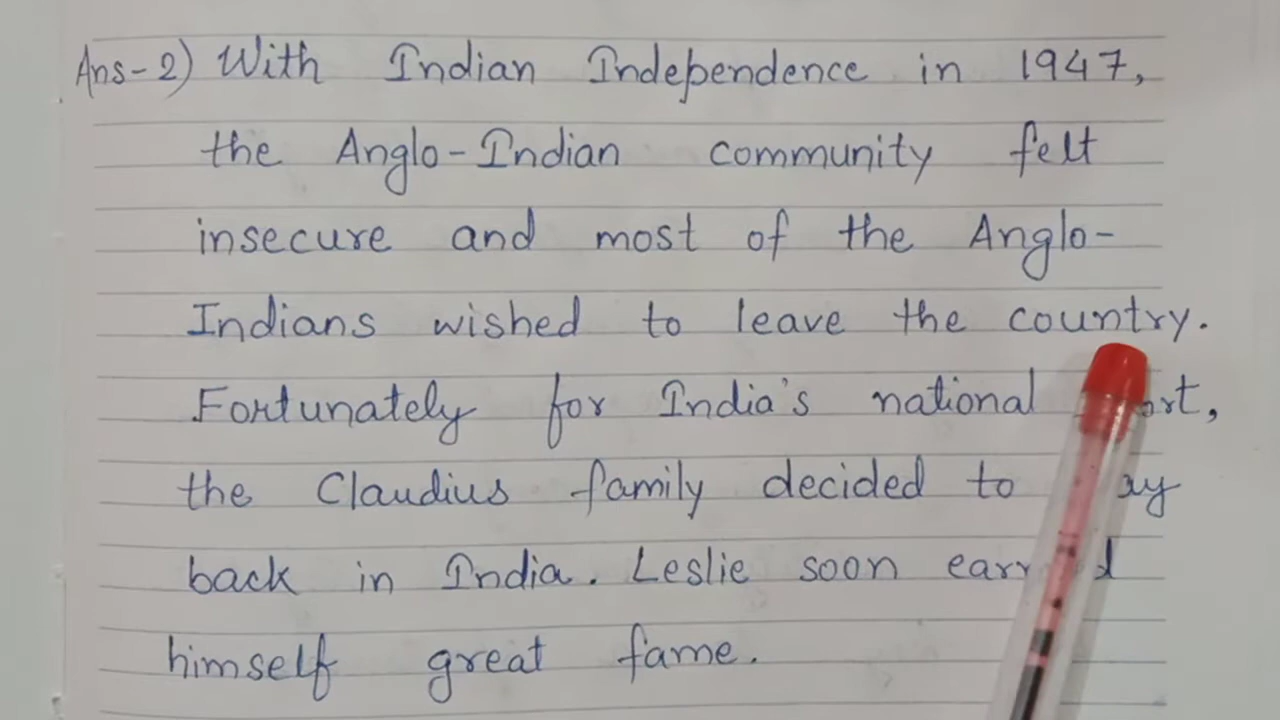 Ans-2) With Indian Independence in 1947,
the Anglo-Indian community felt
insecure and most of the Anglo-
Indians wished to leave the country.
Fortunately for India's national
the Claudius family decided to
back in India. Leslie soon
himself great fame.